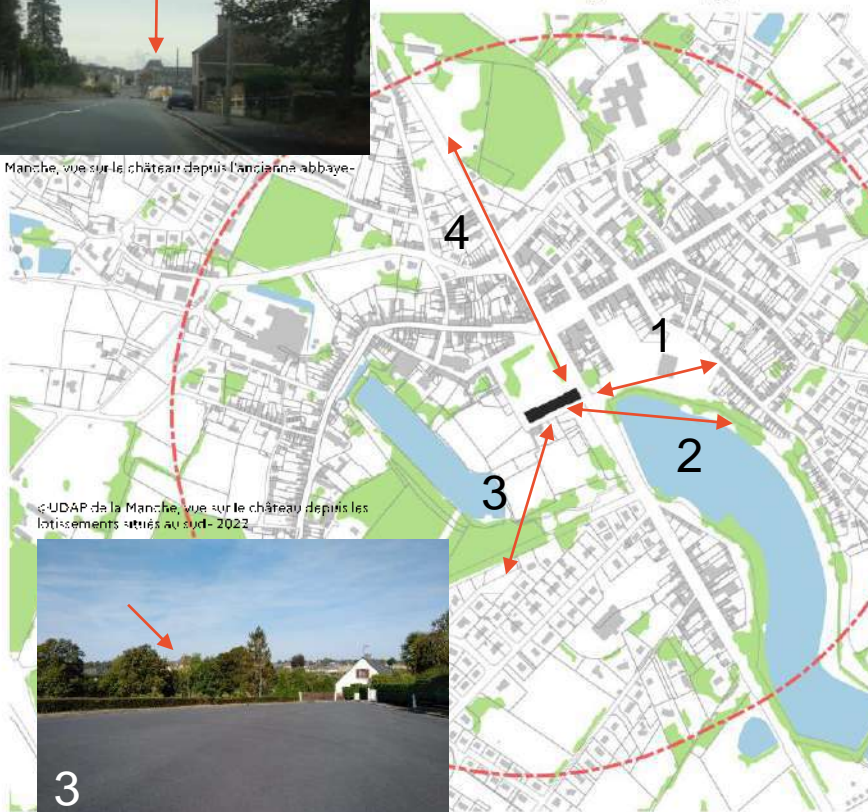 Manche, vue sur le château depuis l'ancienne abbaye-
4
1
2
3
©UDAP de la Manche, vue sur le château depuis les
lotissements situés au sud- 2022
3